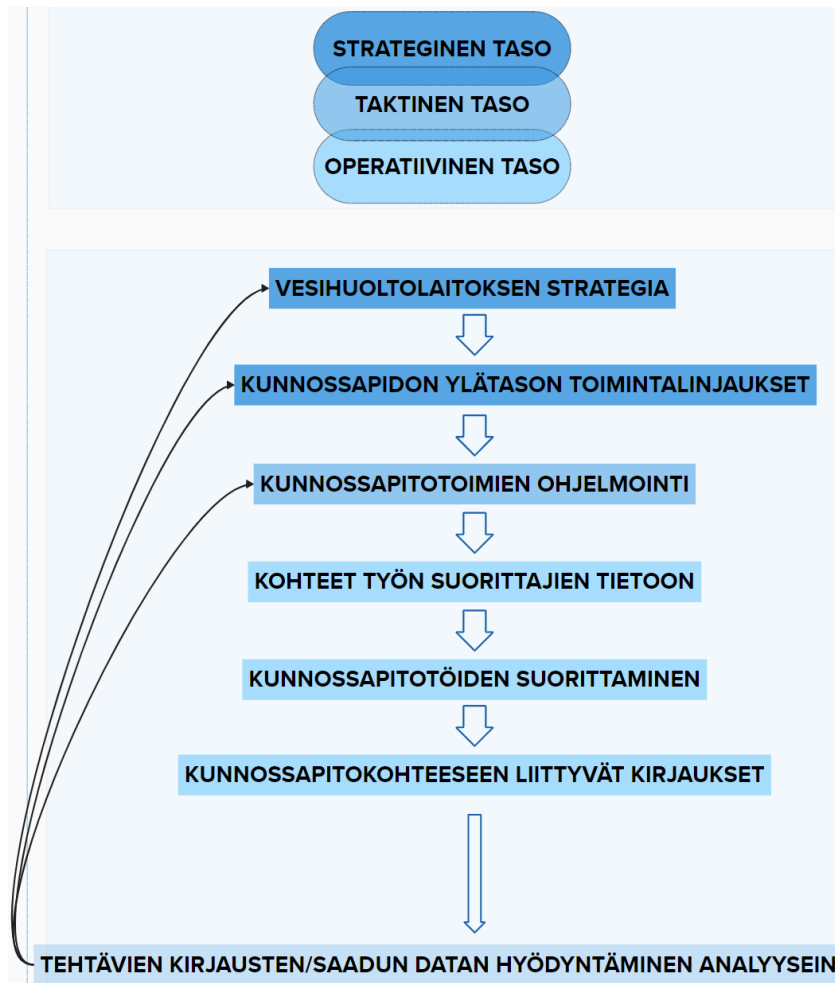 STRATEGINEN TASO
TAKTINEN TASO
OPERATIIVINEN TASO
VESIHUOLTOLAITOKSEN STRATEGIA
KUNNOSSAPIDON YLÄTASON TOIMINTALINJAUKSET
KUNNOSSAPITOTOIMIEN OHJELMOINTI
KOHTEET TYÖN SUORITTAJIEN TIETOON
KUNNOSSAPITOTÖIDEN SUORITTAMINEN
KUNNOSSAPITOKOHTEESEEN LIITTYVÄT KIRJAUKSET
TEHTÄVIEN KIRJAUSTEN/SAADUN DATAN HYÖDYNTÄMINEN ANALYYSEIN